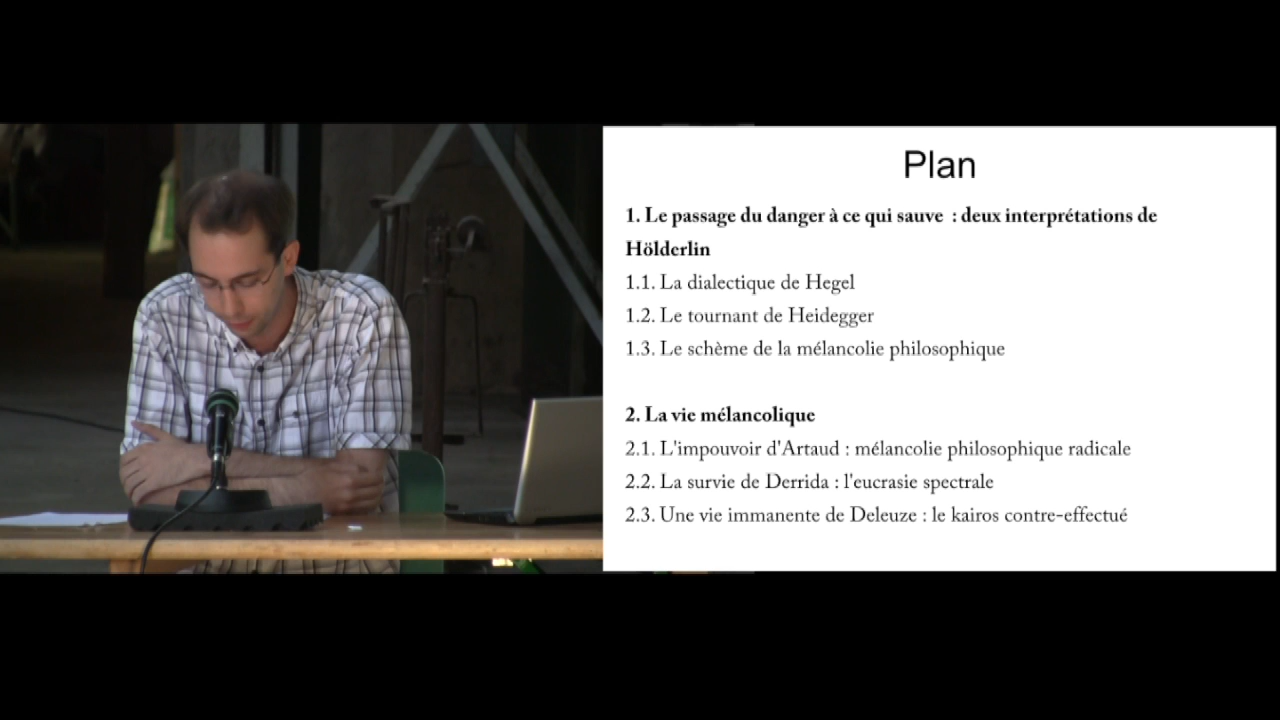 Plan
1. Le passage du danger à ce qui sauve  : deux interprétations de
Hölderlin
1.1. La dialectique de Hegel
1.2. Le tournant de Heidegger
1.3. Le schème de la mélancolie philosophique
2. La vie mélancolique
2.1. L'impouvoir d'Artaud : mélancolie philosophique radicale
2.2. La survie de Derrida : l'eucrasie spectrale
2.3. Une vie immanente de Deleuze : le kairos contre-effectué